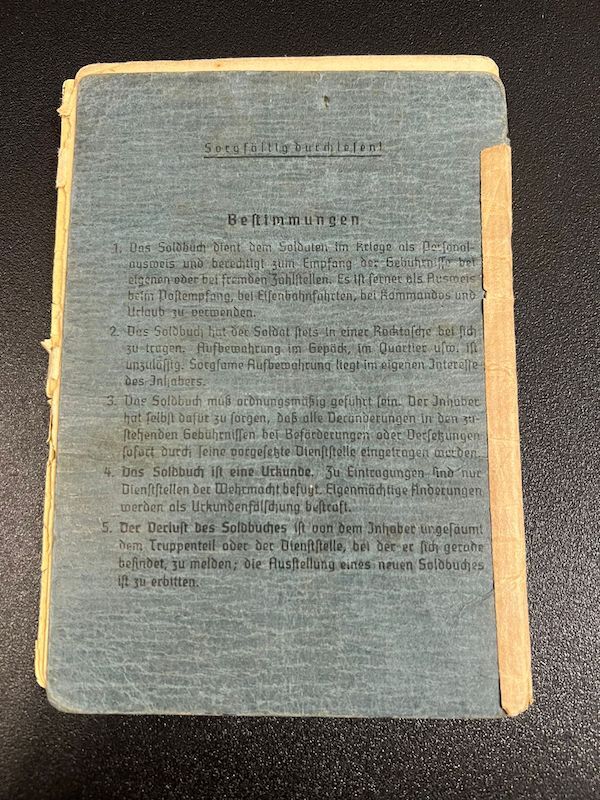 Sorgfältig durchlesen!
Bestimmungen.
1. Das Soldbuch dient dem Soldaten im Kriege als Personal-
ausweis und berechtigt zum Empfang der Gebührnisse bei
eigenen oder bei fremden Zahlstellen. Es ist ferner als Ausweis
beim Postempfang, bei Eisenbahnfahrten, bei Kommandos und
Urlaub zu verwenden.
2. Das Soldbuch hat der Soldat stets in einer Rocktasche bei sich
zu tragen. Aufbewahrung im Gepäck, im Quartier usw. ist
unzulässig. Sorgsame Aufbewahrung liegt im eigenen Interesse
des Inhabers.
3. Das Soldbuch muß ordnungsmäßig geführt sein. Der Inhaber
hat selbst dafür zu sorgen, daß alle Veränderungen in den zu-
stehenden Gebührnissen bei Beförderungen oder Versetzungen
sofort durch seine vorgesetzte Dienststelle eingetragen werden.
4. Das Soldbuch ist eine Urkunde. Zu Eintragungen sind nur
Dienststellen der Wehrmacht befugt. Eigenmächtige Änderungen
werden als Urkundenfälschung bestraft.
5. Der Verlust des Soldbuches ist von dem Inhaber ungesäumt
dem Truppenteil oder der Dienststelle, bei der er sich gerade
befindet, zu melden; die Ausstellung eines neuen Soldbuches
ist zu erbitten.